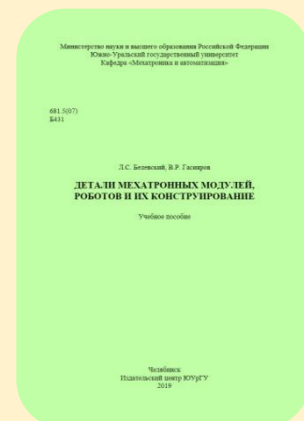 Министерство науки и высшего образования Российской Федерации
Южно-Уральский государственный университет
Кафедра «Мехатроника и автоматизация»
681.5(07)
Б431
Л.С. Белевский, В.Р. Гасияров
ДЕТАЛИ МЕХАТРОННЫХ МОДУЛЕЙ,
РОБОТОВ И ИХ КОНСТРУИРОВАНИЕ
Учебное пособие
Челябинск
Издательский центр ЮУрГУ
2019